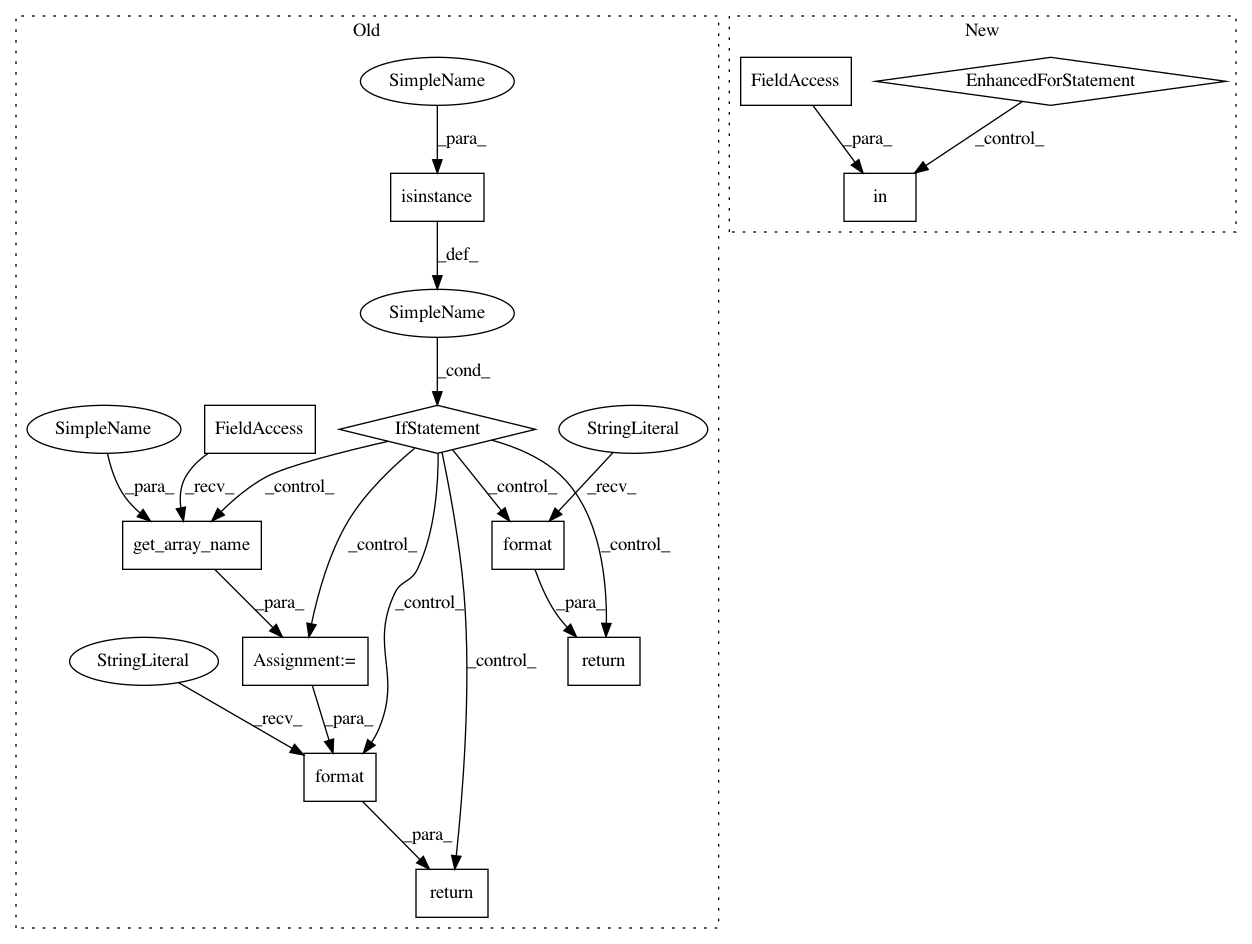 Old
New
SimpleName
FieldAccess
EnhancedForStatement
_para_
_para_
_control_
isinstance
in
_def_
SimpleName
_cond_
SimpleName
FieldAccess
IfStatement
StringLiteral
_para_
_recv_
_control_
_control_
_recv_
get_array_name
format
_control_
_control_
_para_
_control_
_para_
StringLiteral
Assignment:=
_control_
return
_recv_
_para_
format
_para_
return